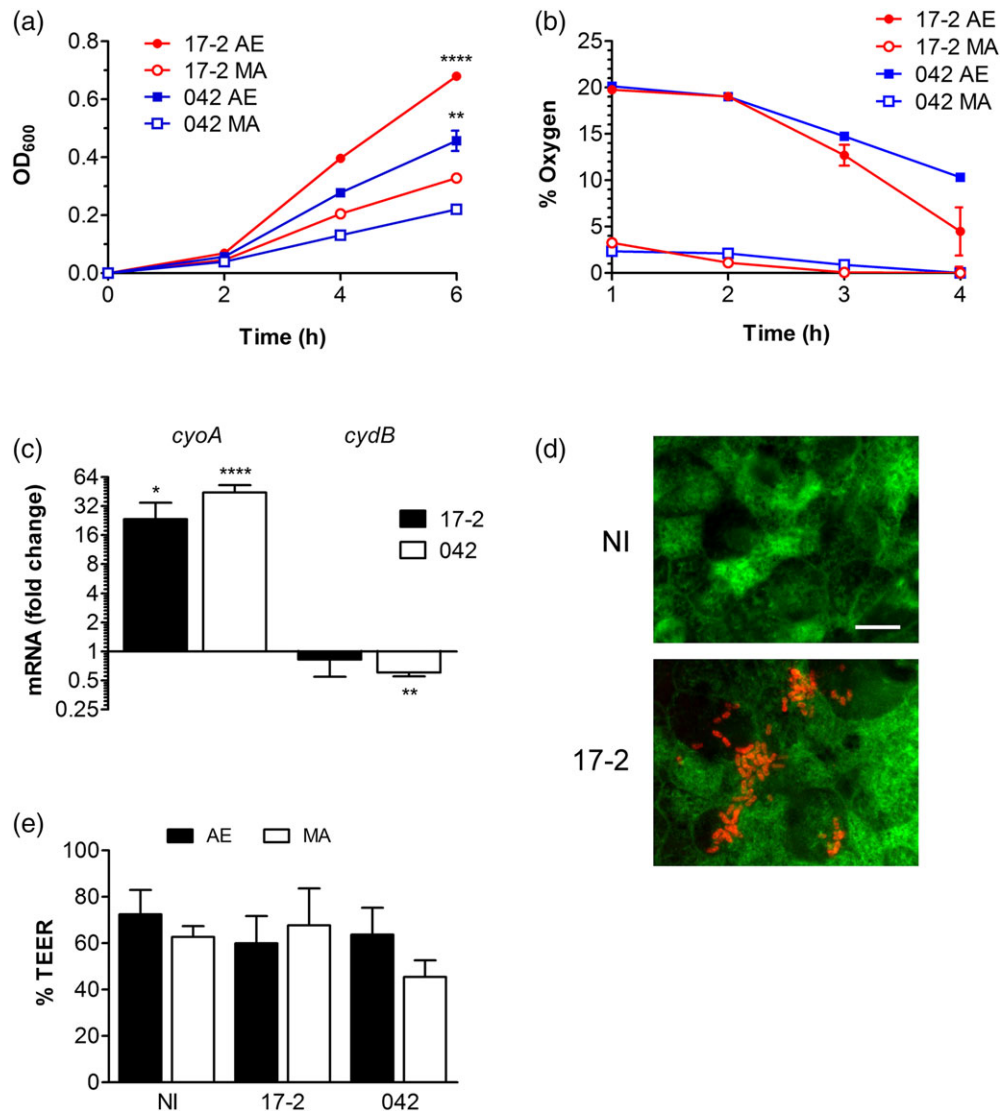 (a)
17-2 AE
17-2 MA
042 AE
042 MA
****
**
OD600
0.8
0.6
0.4
0.2
0.0
0 2 4 6
Time (h)
(b)
17-2 AE
17-2 MA
042 AE
042 MA
% Oxygen
25
20
15
10
5
0
1 2 3 4
Time (h)
(c)
cyoA cydB
mRNA (fold change)
64
32
16
8
4
2
1
0.5
0.25
* ****
**
17-2
042
(d)
NI
17-2
(e)
AE MA
% TEER
100
80
60
40
20
0
NI 17-2 042